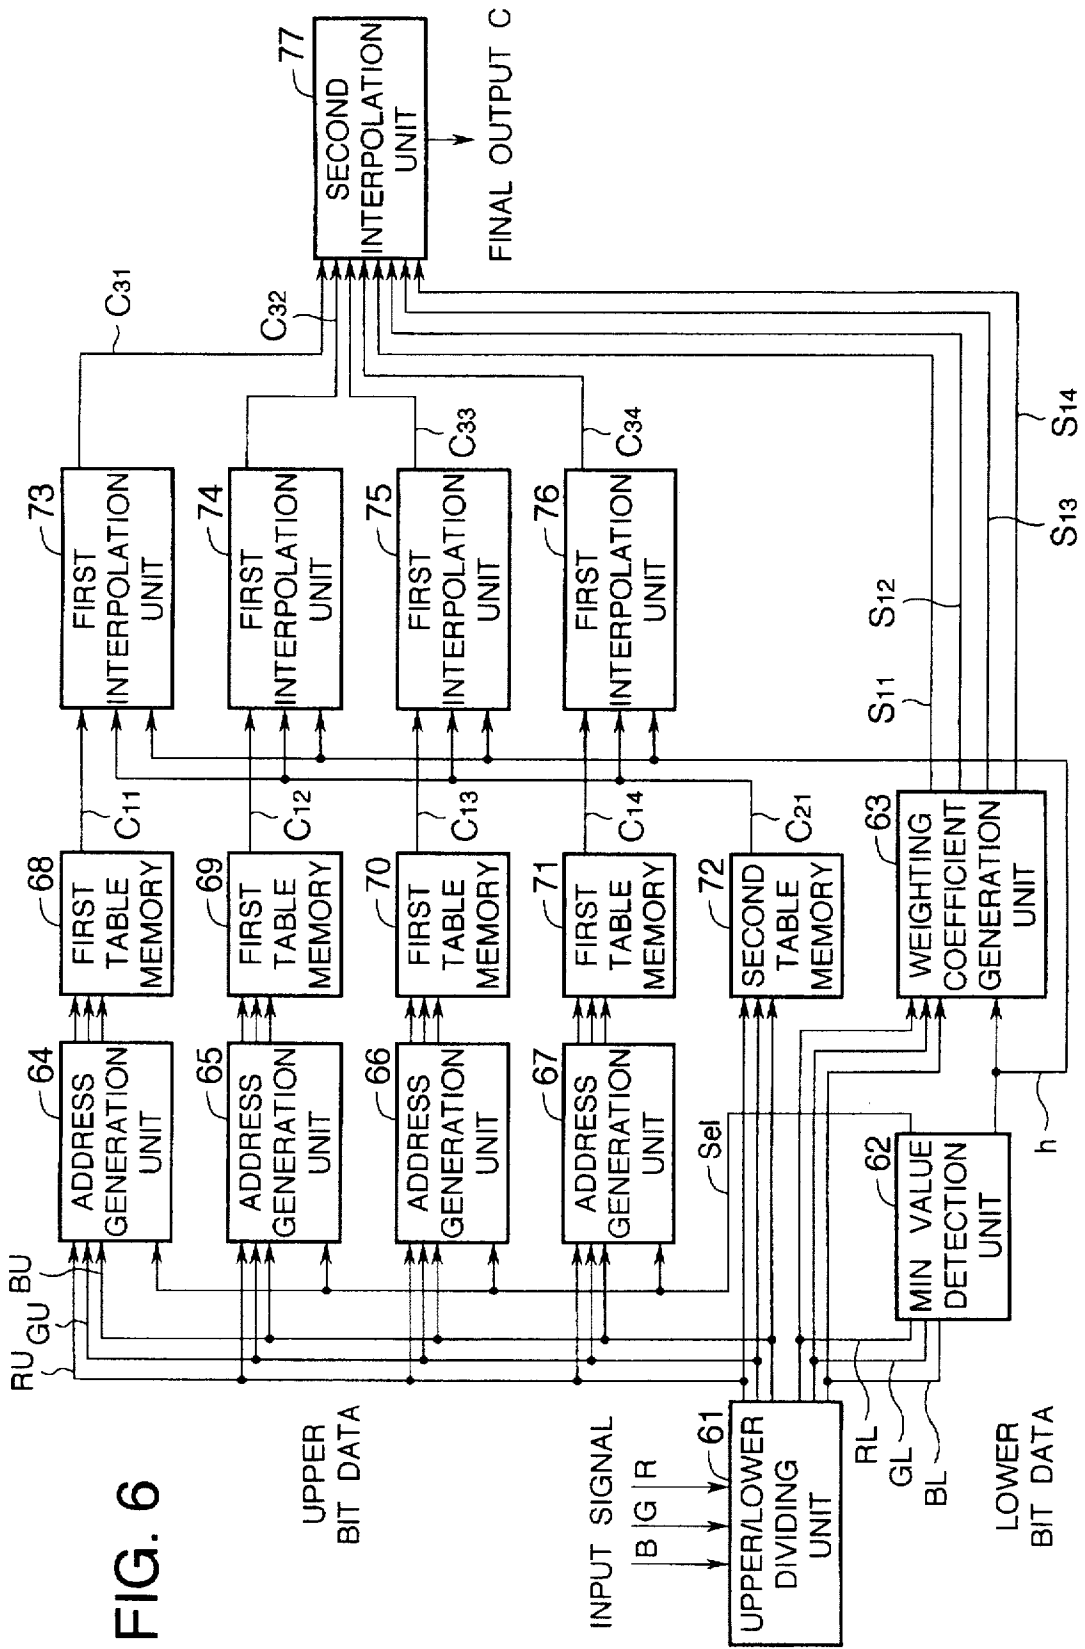 FIG. 6
UPPER
BIT DATA
INPUT SIGNAL
B
G
R
61
UPPER/LOWER
DIVIDING
UNIT
LOWER
BIT DATA
RU
GU
BU
RL
GL
BL
64
ADDRESS
GENERATION
UNIT
65
ADDRESS
GENERATION
UNIT
66
ADDRESS
GENERATION
UNIT
67
ADDRESS
GENERATION
UNIT
Sel
62
MIN VALUE
DETECTION
UNIT
h
68
FIRST
TABLE
MEMORY
69
FIRST
TABLE
MEMORY
70
FIRST
TABLE
MEMORY
71
FIRST
TABLE
MEMORY
72
SECOND
TABLE
MEMORY
63
WEIGHTING
COEFFICIENT
GENERATION
UNIT
C11
C12
C13
C14
C21
73
FIRST
INTERPOLATION
UNIT
74
FIRST
INTERPOLATION
UNIT
75
FIRST
INTERPOLATION
UNIT
76
FIRST
INTERPOLATION
UNIT
S11
S12
S13
S14
C31
C32
C33
C34
77
SECOND
INTERPOLATION
UNIT
FINAL OUTPUT C